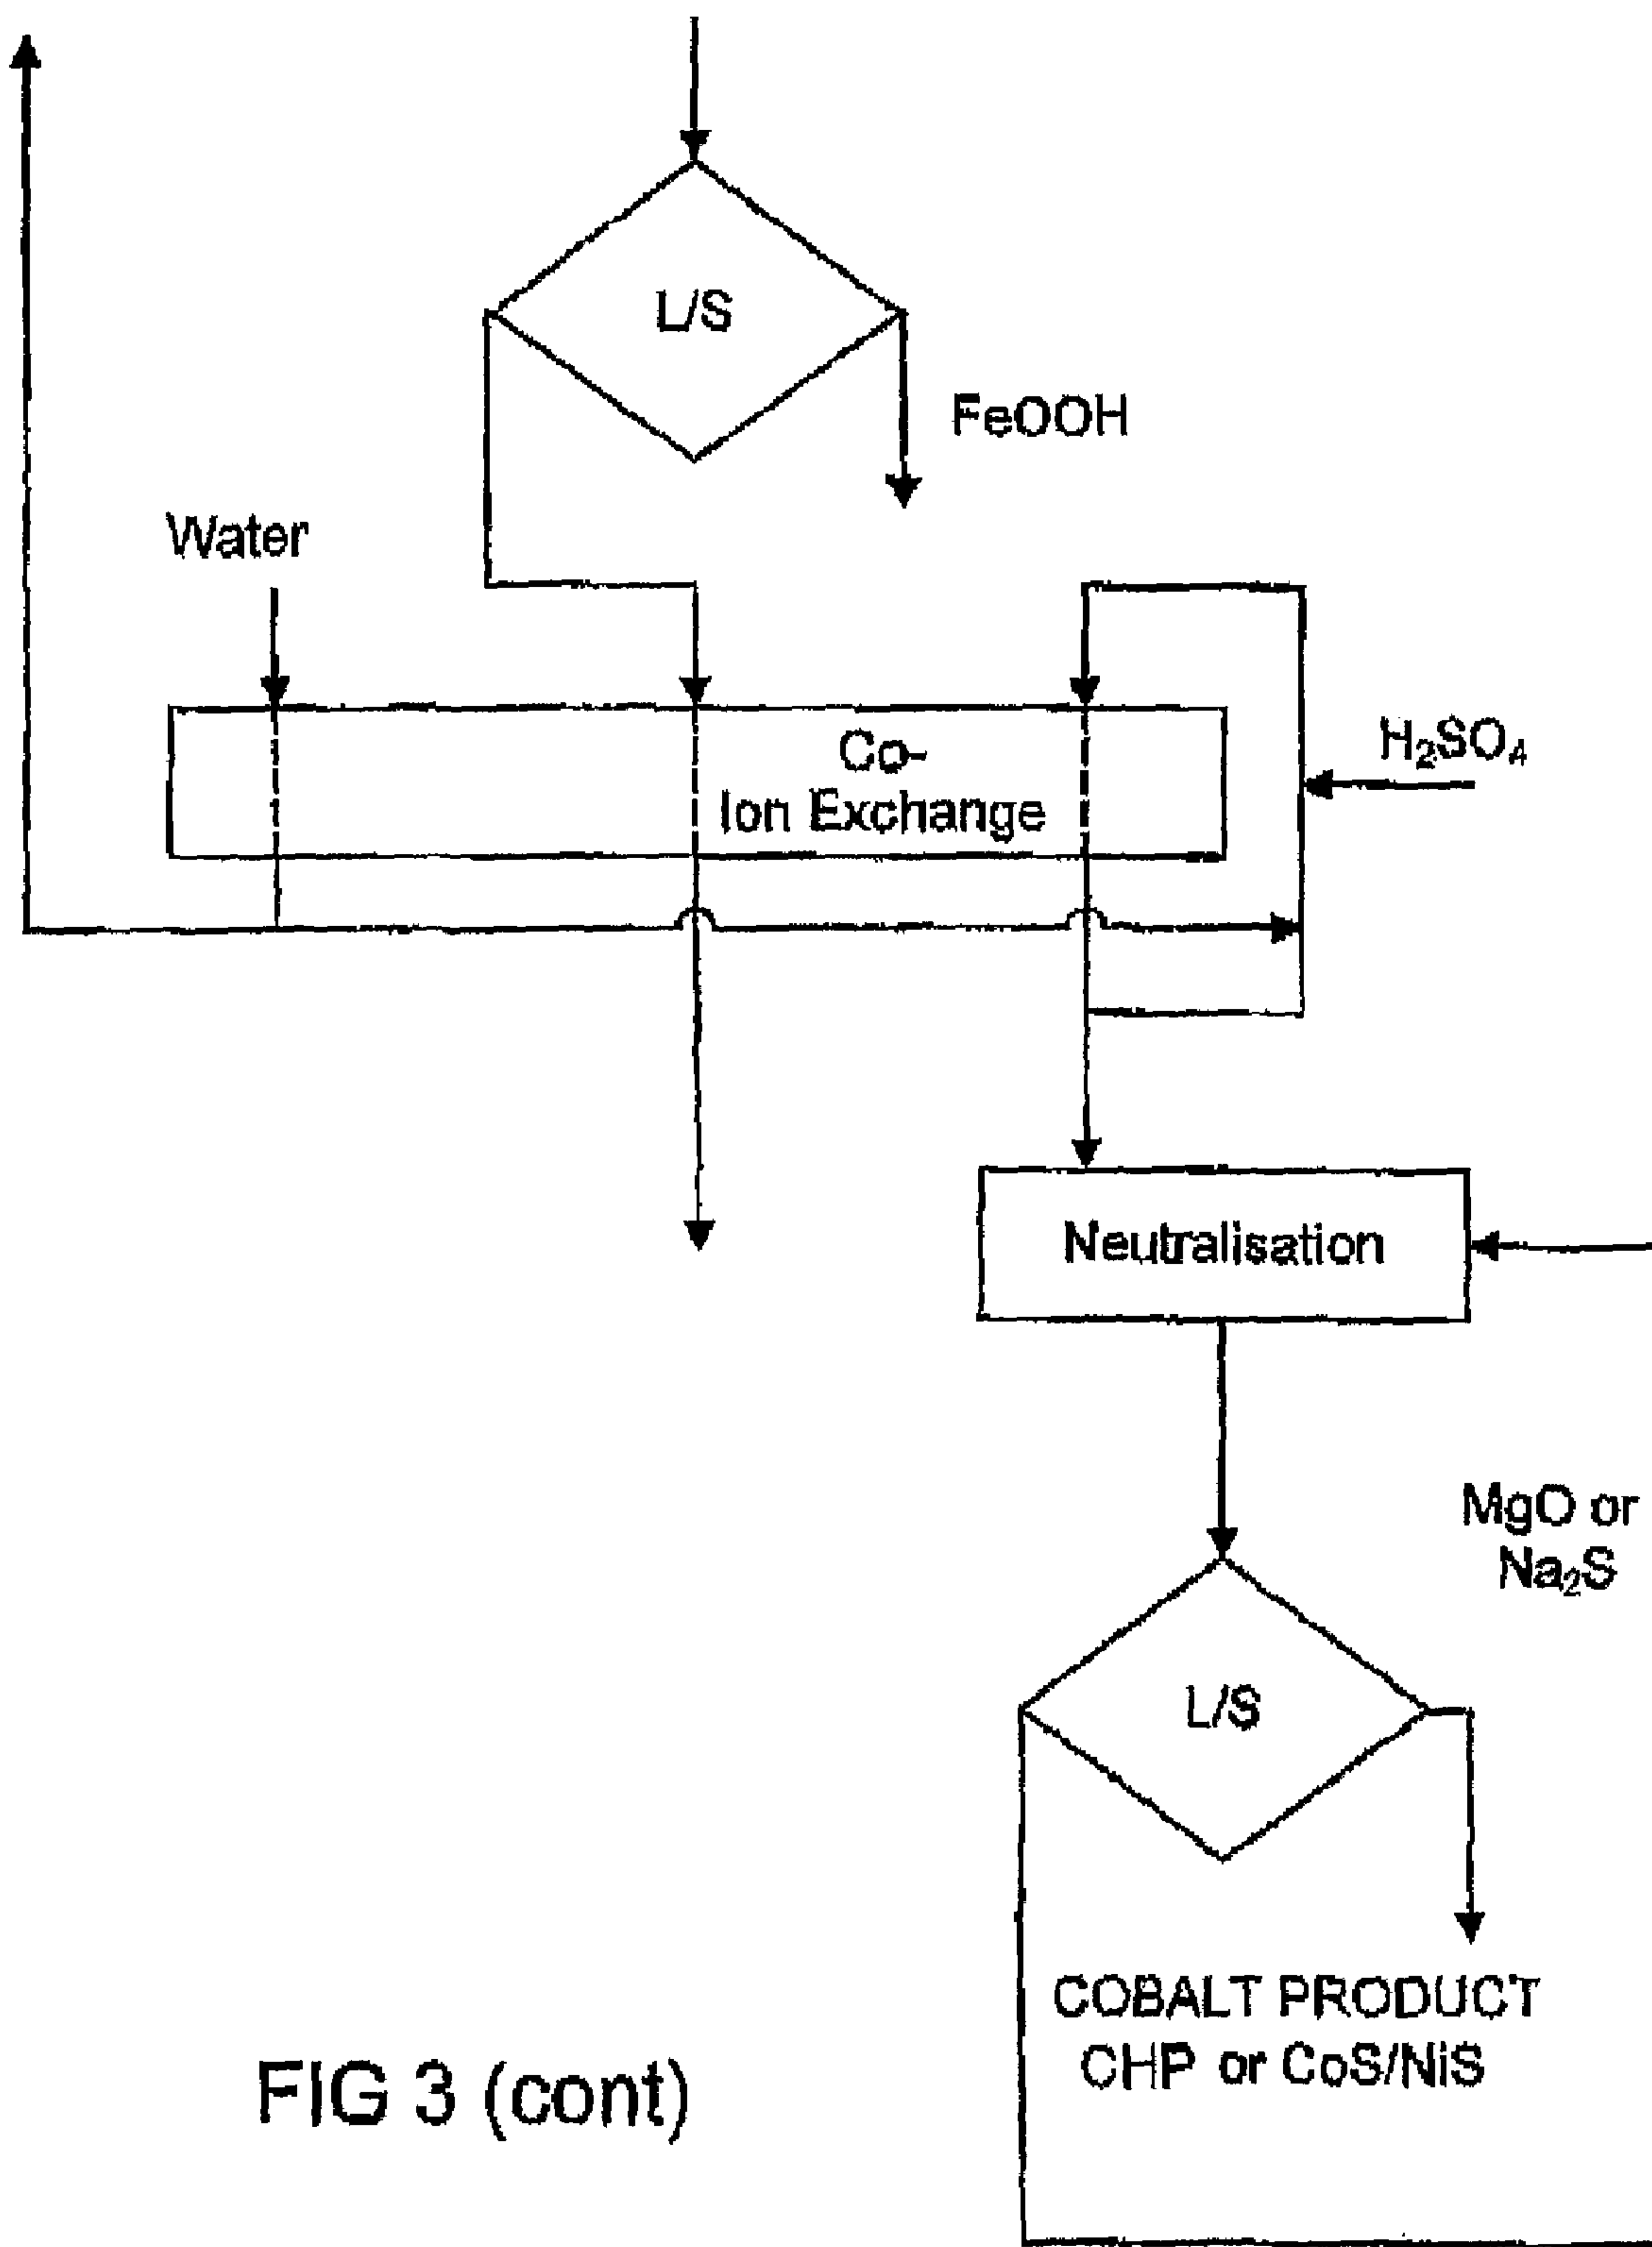 L/S
FeOOH
Water
Co-
Ion Exchange
H₂SO₄
Neutralisation
MgO or
Na₂S
L/S
COBALT PRODUCT
CHP or CoS/NiS
FIG 3 (cont)